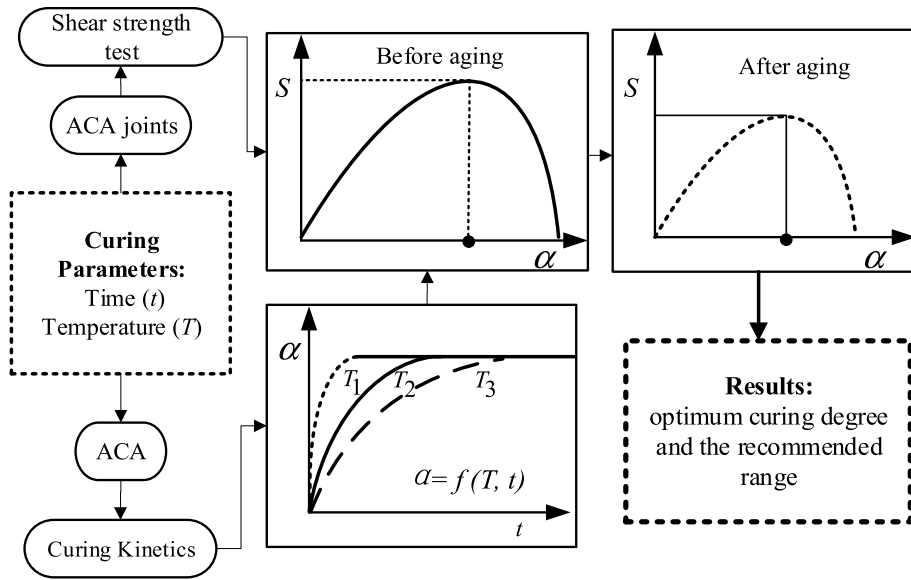 Shear strength
test
ACA joints
Curing
Parameters:
Time (t)
Temperature (T)
ACA
Curing Kinetics
Before aging
S
α
After aging
S
α
α
T1
T2
T3
α= f (T, t)
t
Results:
optimum curing degree
and the recommended
range